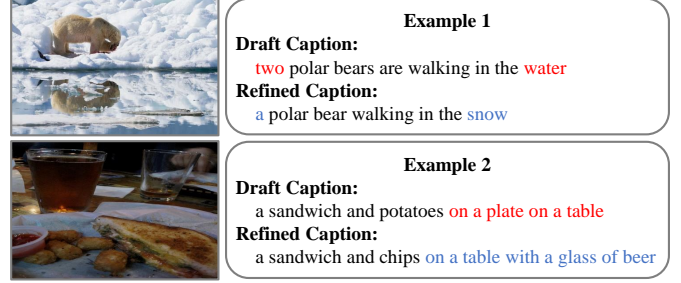 Example 1
Draft Caption:
two polar bears are walking in the water
Refined Caption:
a polar bear walking in the snow
Example 2
Draft Caption:
a sandwich and potatoes on a plate on a table
Refined Caption:
a sandwich and chips on a table with a glass of beer